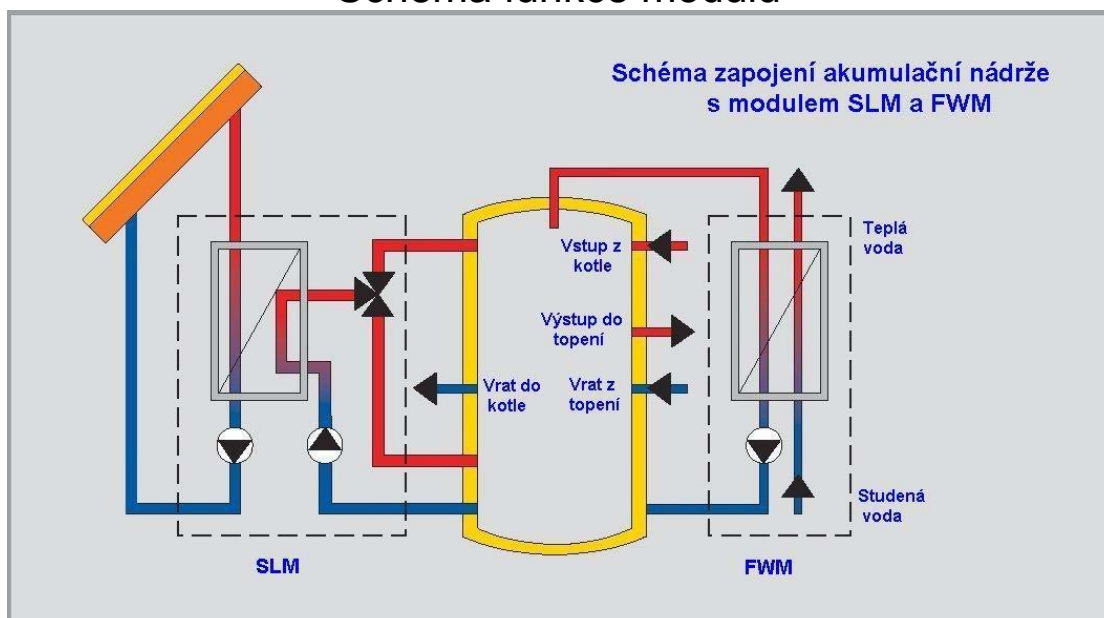 Schéma funkce modulu
Schéma zapojení akumulační nádrže
s modulem SLM a FWM
Vstup z
kotle
Výstup do
topení
Vrat do
kotle
Vrat z
topení
Teplá
voda
Studená
voda
SLM
FWM